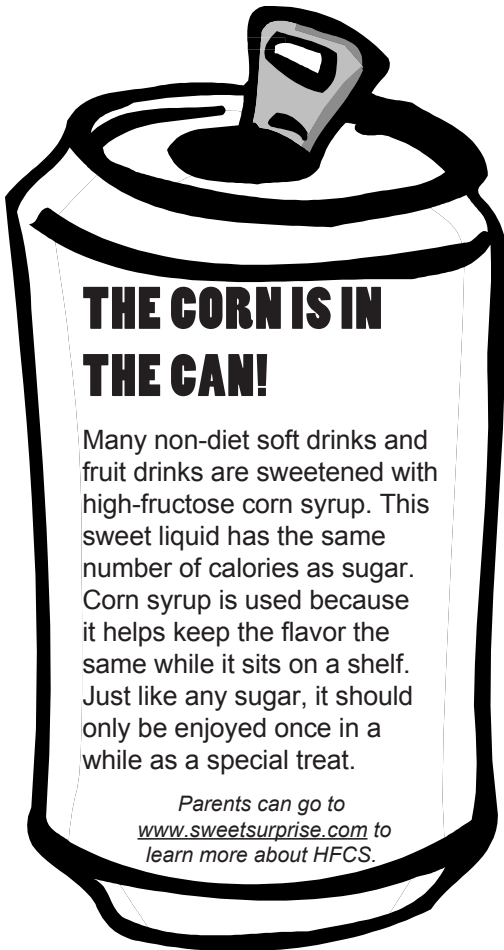 THE CORN IS IN
THE CAN!
Many non-diet soft drinks and
fruit drinks are sweetened with
high-fructose corn syrup. This
sweet liquid has the same
number of calories as sugar.
Corn syrup is used because
it helps keep the flavor the
same while it sits on a shelf.
Just like any sugar, it should
only be enjoyed once in a
while as a special treat.
Parents can go to
www.sweetsurprise.com to
learn more about HFCS.